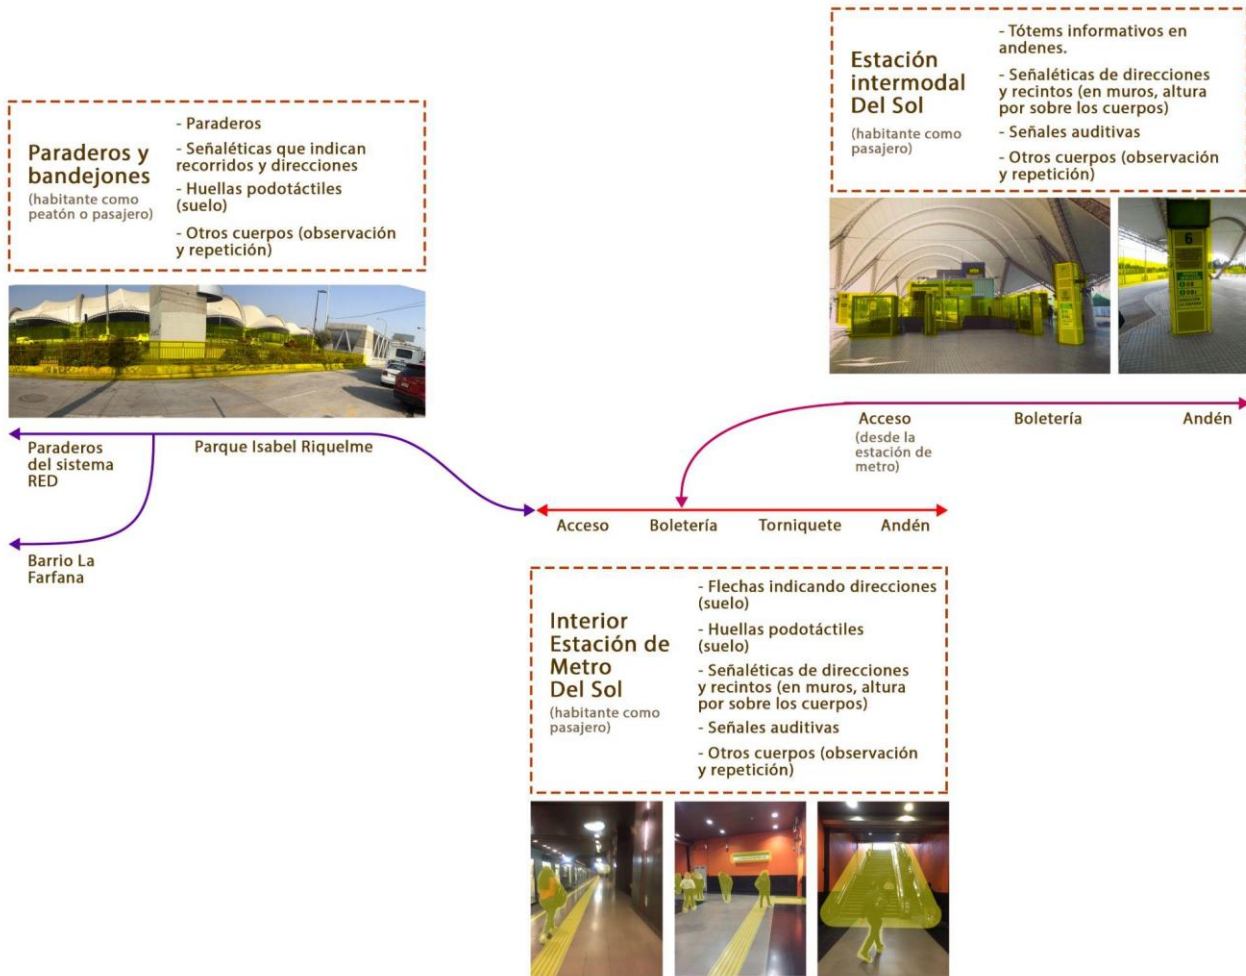 Paraderos y
bandejones
(habitante como
peatón o pasajero)
- Paraderos
- Señaléticas que indican
recorridos y direcciones
- Huellas podotáctiles
(suelo)
- Otros cuerpos (observación
y repetición)
Estación
intermodal
Del Sol
(habitante como
pasajero)
- Tótems informativos en
andenes.
- Señaléticas de direcciones
y recintos (en muros, altura
por sobre los cuerpos)
- Señales auditivas
- Otros cuerpos (observación
y repetición)
6
Paraderos
del sistema
RED
Parque Isabel Riquelme
Barrio La
Farfana
Acceso
(desde la
estación de
metro)
Boletería
Andén
Acceso
Boletería
Torniquete
Andén
Interior
Estación de
Metro
Del Sol
(habitante como
pasajero)
- Flechas indicando direcciones
(suelo)
- Huellas podotáctiles
(suelo)
- Señaléticas de direcciones
y recintos (en muros, altura
por sobre los cuerpos)
- Señales auditivas
- Otros cuerpos (observación
y repetición)